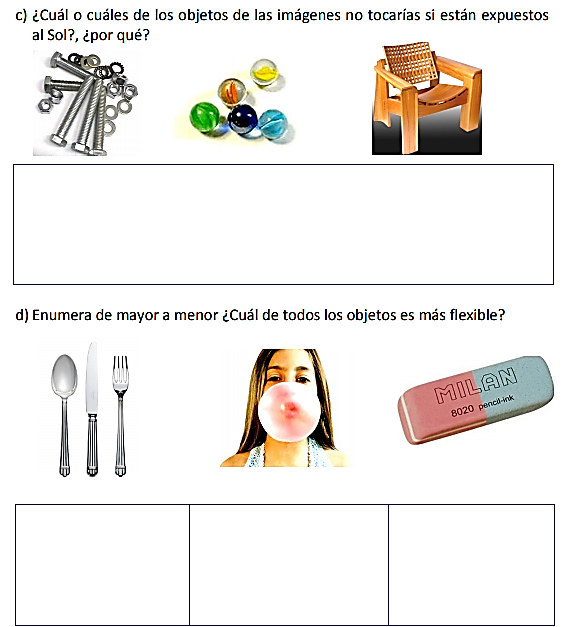 c) ¿Cuál o cuáles de los objetos de las imágenes no tocarías si están expuestos
al Sol?, ¿por qué?
d) Enumera de mayor a menor ¿Cuál de todos los objetos es más flexible?
MILAN
8020 pencil-ink